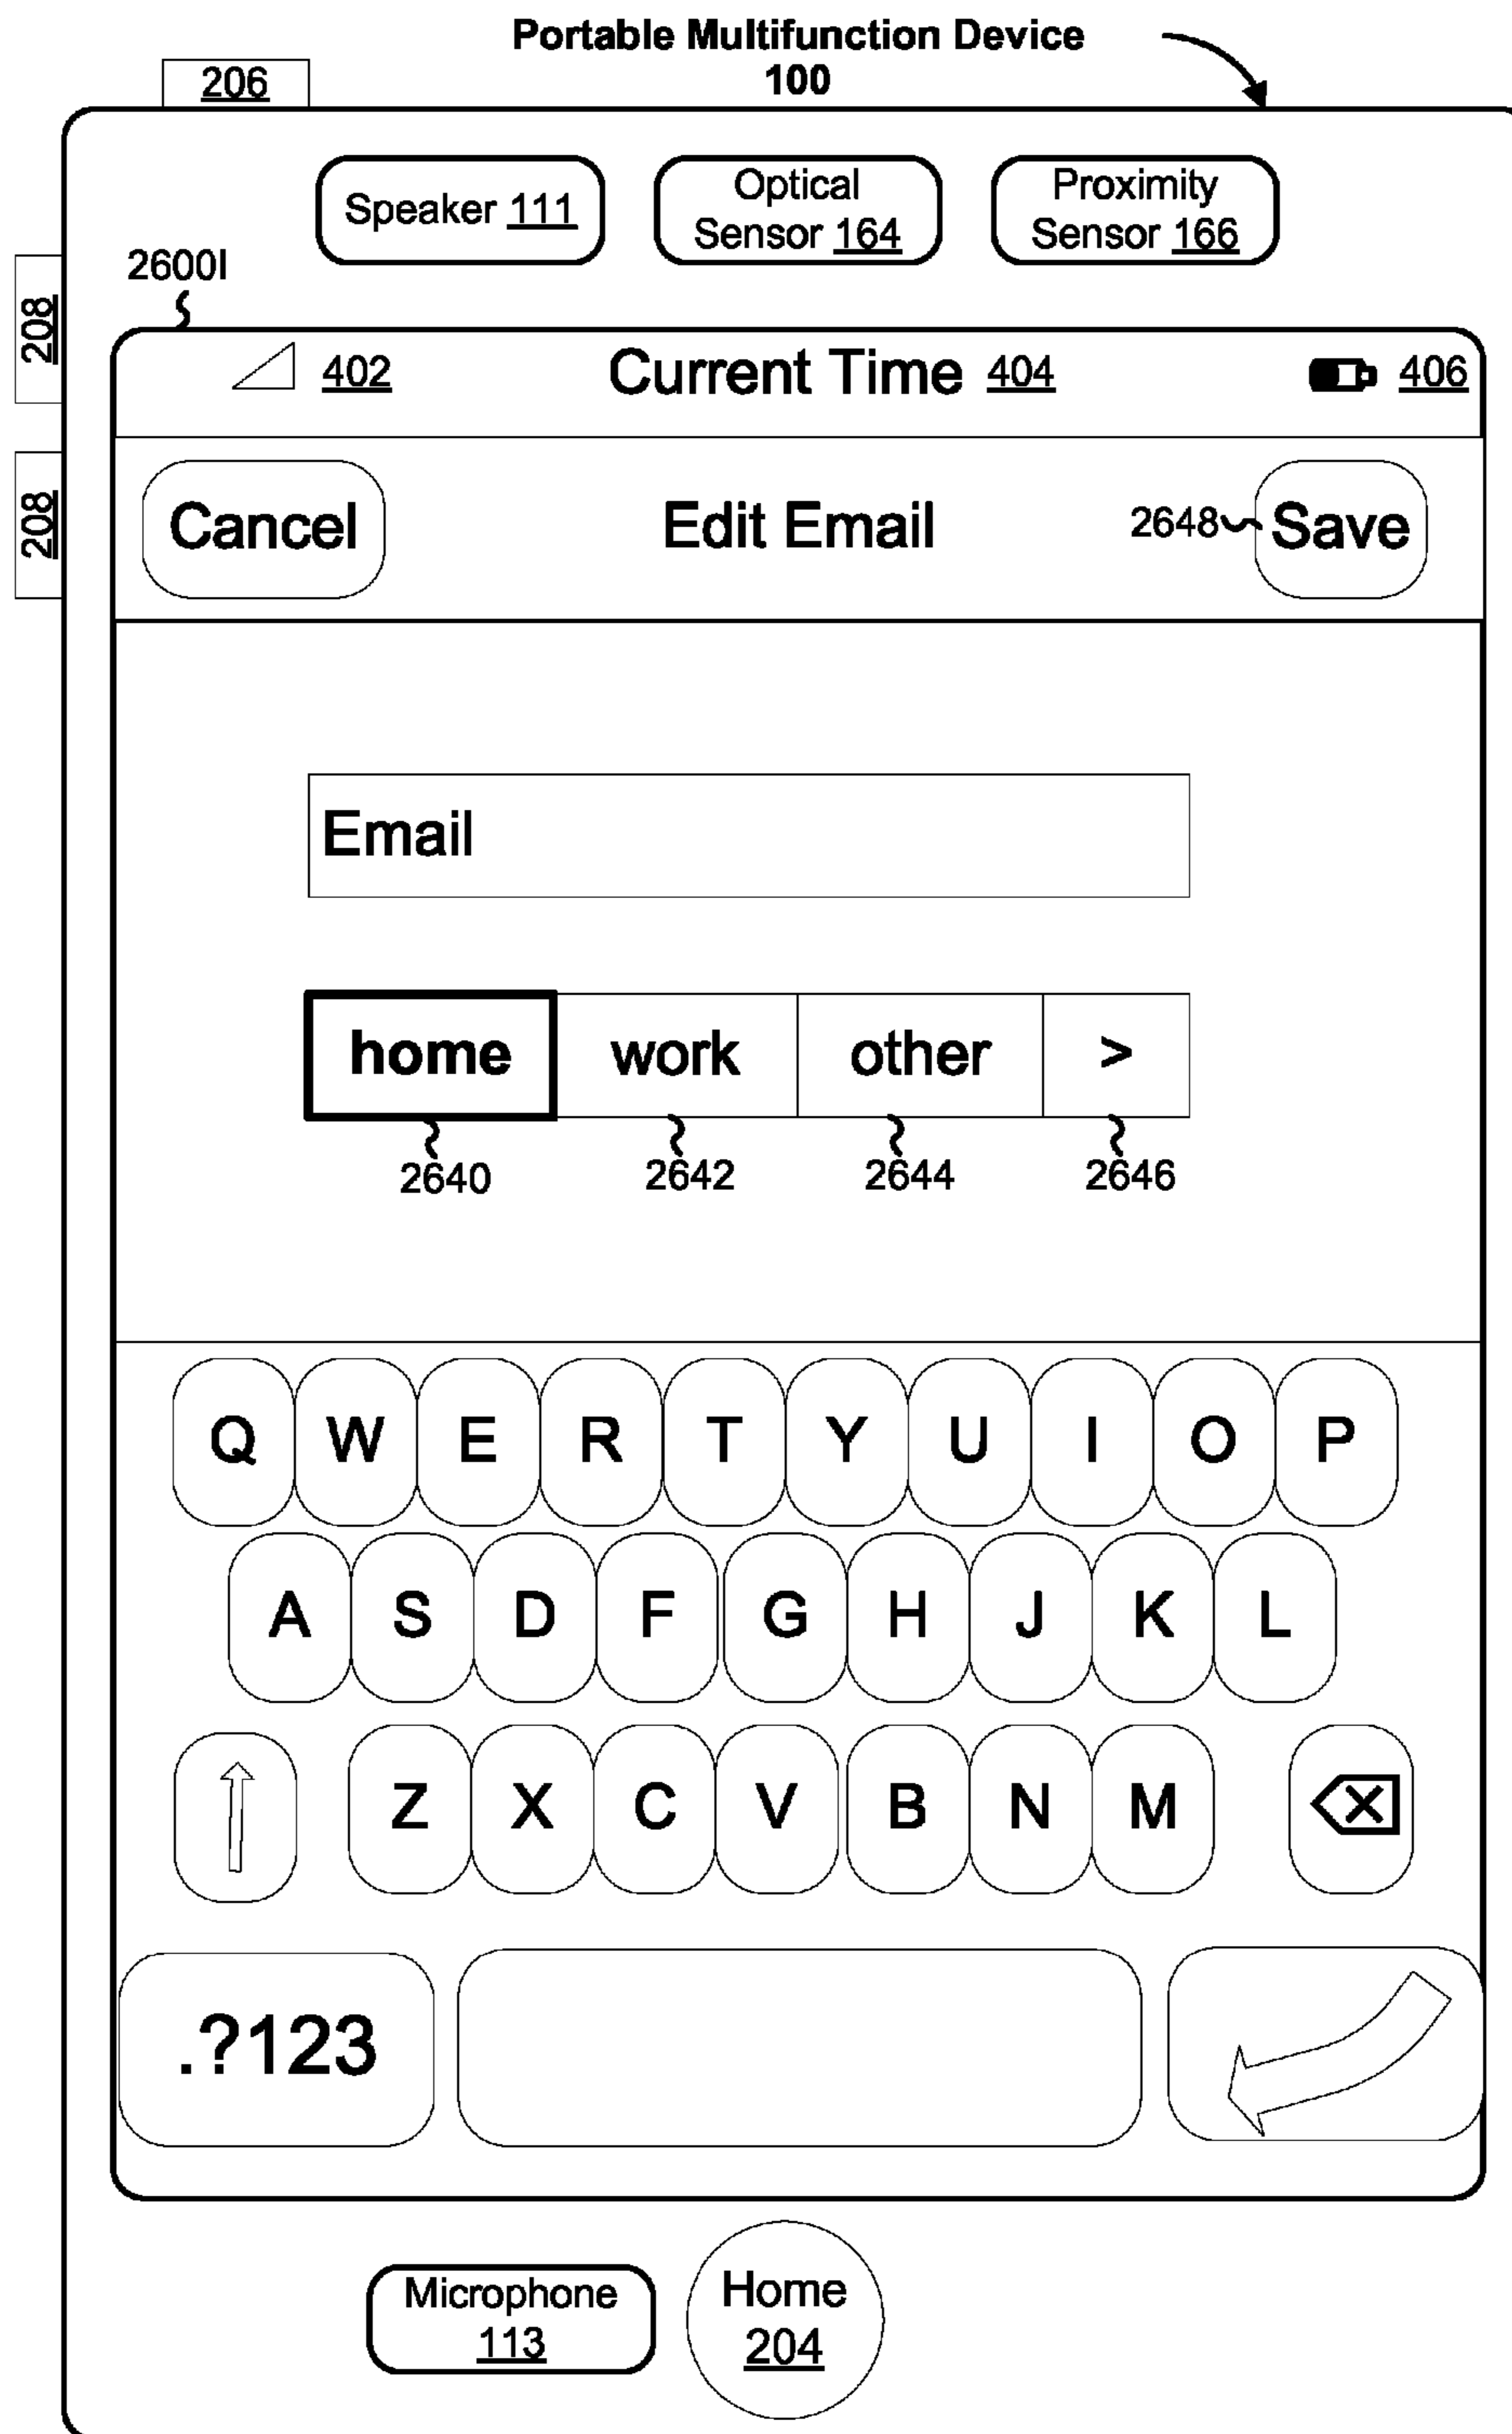 Portable Multifunction Device
100
206
Speaker 111
Optical
Sensor 164
Proximity
Sensor 166
2600I
208
208
402
Current Time 404
406
Cancel
Edit Email
2648
Save
Email
home
work
other
>
2640
2642
2644
2646
Q W E R T Y U I O P
A S D F G H J K L
Z X C V B N M
.?123
Microphone
113
Home
204